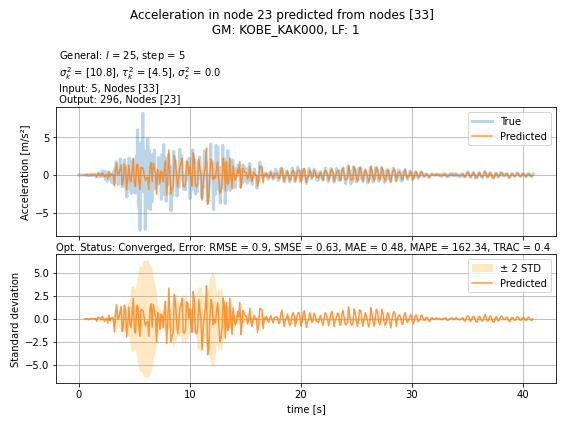 Acceleration in node 23 predicted from nodes [33]
GM: KOBE_KAK000, LF: 1
General: l = 25, step = 5
σ²ₖ = [10.8], τ²ₖ = [4.5], σ²ε = 0.0
Input: 5, Nodes [33]
Output: 296, Nodes [23]
Acceleration [m/s²]
5
0
−5
True
Predicted
Opt. Status: Converged, Error: RMSE = 0.9, SMSE = 0.63, MAE = 0.48, MAPE = 162.34, TRAC = 0.4
Standard deviation
5.0
2.5
0.0
−2.5
−5.0
± 2 STD
Predicted
0 10 20 30 40
time [s]